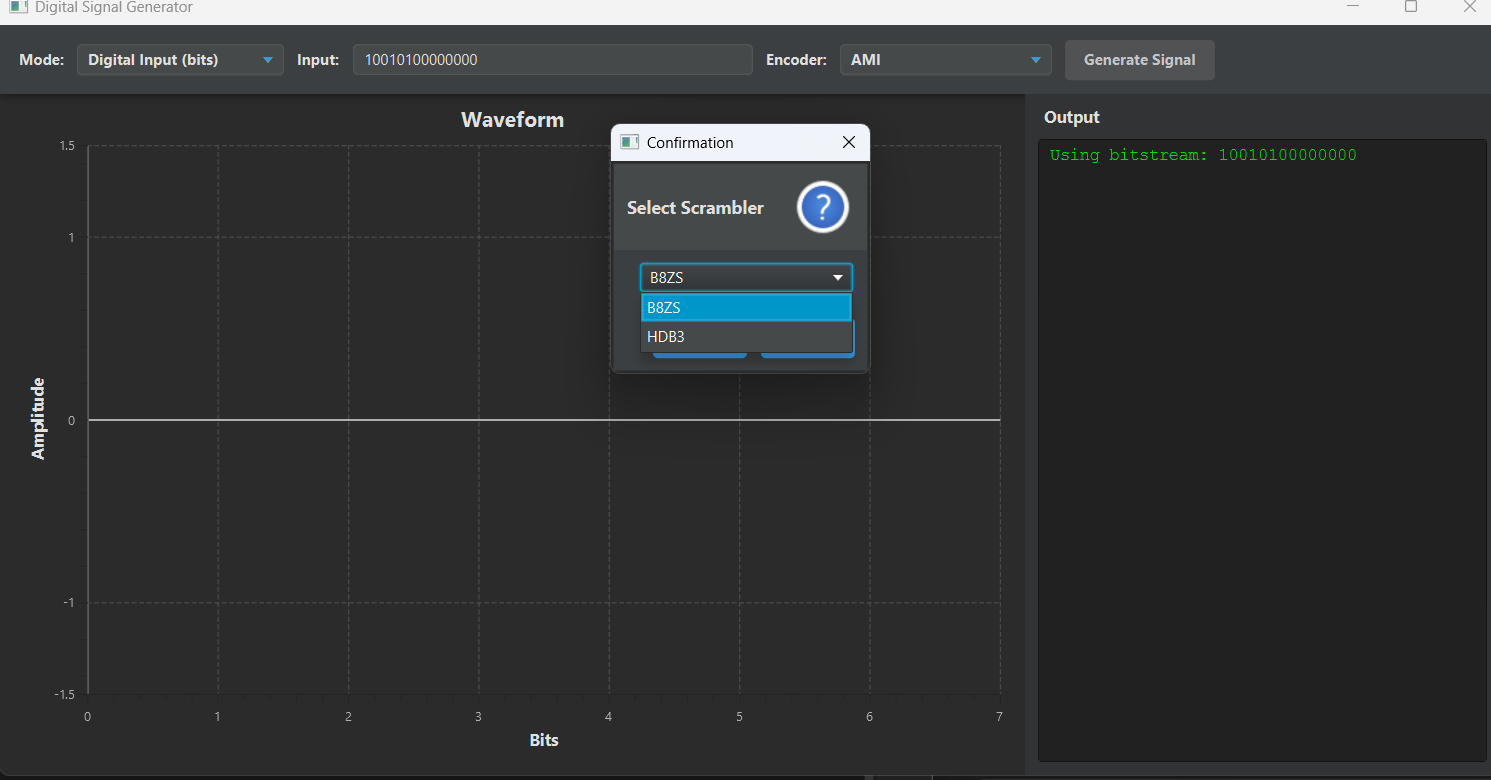 Digital Signal Generator
Mode: Digital Input (bits) Input: 10010100000000 Encoder: AMI Generate Signal
Waveform
Output
Using bitstream: 10010100000000
Confirmation
Select Scrambler
?
B8ZS
B8ZS
HDB3
1.5
1
0
-1
-1.5
Amplitude
0 1 2 3 4 5 6 7
Bits